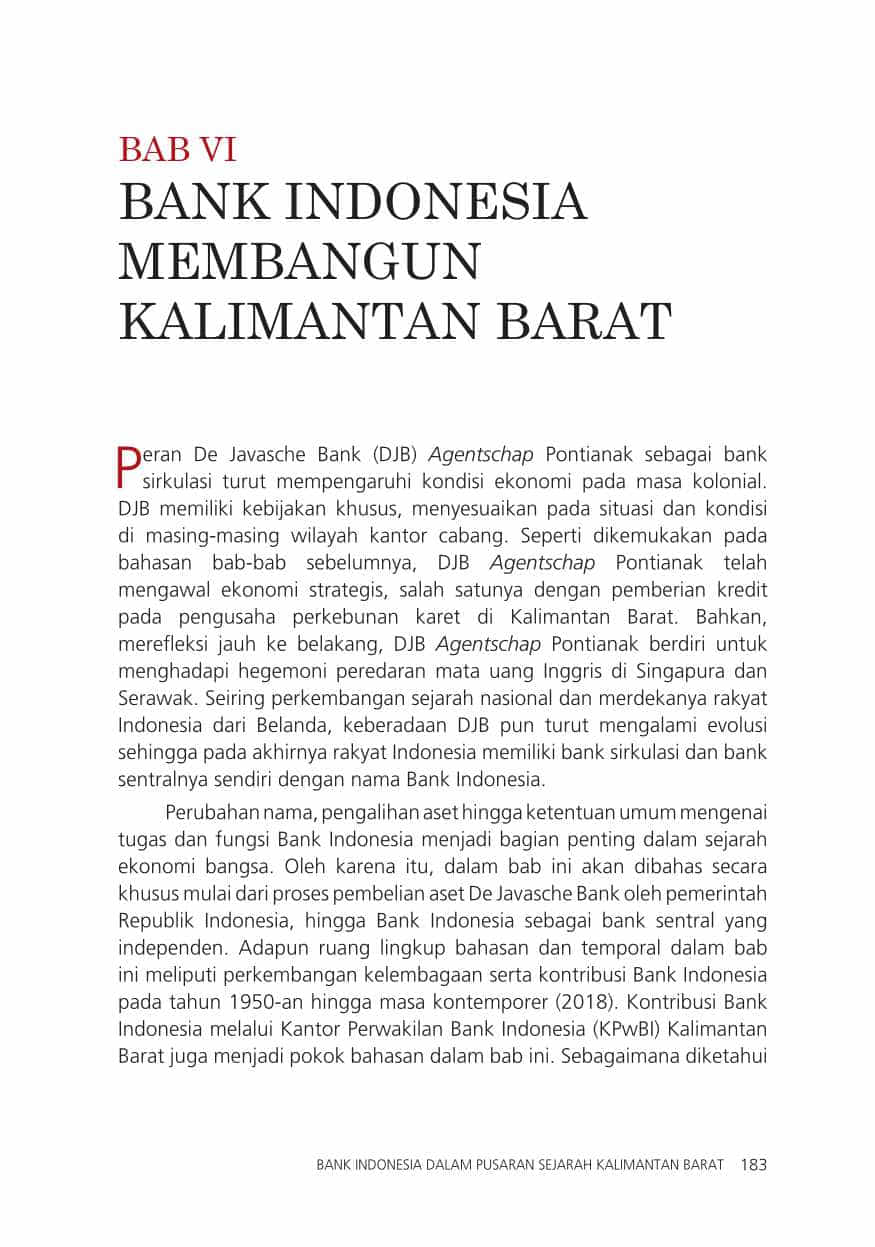 BAB VI
BANK INDONESIA
MEMBANGUN
KALIMANTAN BARAT
Peran De Javasche Bank (DJB) Agentschap Pontianak sebagai bank
sirkulasi turut mempengaruhi kondisi ekonomi pada masa kolonial.
DJB memiliki kebijakan khusus, menyesuaikan pada situasi dan kondisi
di masing-masing wilayah kantor cabang. Seperti dikemukakan pada
bahasan bab-bab sebelumnya, DJB Agentschap Pontianak telah
mengawal ekonomi strategis, salah satunya dengan pemberian kredit
pada pengusaha perkebunan karet di Kalimantan Barat. Bahkan,
merefleksi jauh ke belakang, DJB Agentschap Pontianak berdiri untuk
menghadapi hegemoni peredaran mata uang Inggris di Singapura dan
Serawak. Seiring perkembangan sejarah nasional dan merdekanya rakyat
Indonesia dari Belanda, keberadaan DJB pun turut mengalami evolusi
sehingga pada akhirnya rakyat Indonesia memiliki bank sirkulasi dan bank
sentralnya sendiri dengan nama Bank Indonesia.
Perubahan nama, pengalihan aset hingga ketentuan umum mengenai
tugas dan fungsi Bank Indonesia menjadi bagian penting dalam sejarah
ekonomi bangsa. Oleh karena itu, dalam bab ini akan dibahas secara
khusus mulai dari proses pembelian aset De Javasche Bank oleh pemerintah
Republik Indonesia, hingga Bank Indonesia sebagai bank sentral yang
independen. Adapun ruang lingkup bahasan dan temporal dalam bab
ini meliputi perkembangan kelembagaan serta kontribusi Bank Indonesia
pada tahun 1950-an hingga masa kontemporer (2018). Kontribusi Bank
Indonesia melalui Kantor Perwakilan Bank Indonesia (KPwBI) Kalimantan
Barat juga menjadi pokok bahasan dalam bab ini. Sebagaimana diketahui
BANK INDONESIA DALAM PUSARAN SEJARAH KALIMANTAN BARAT 183